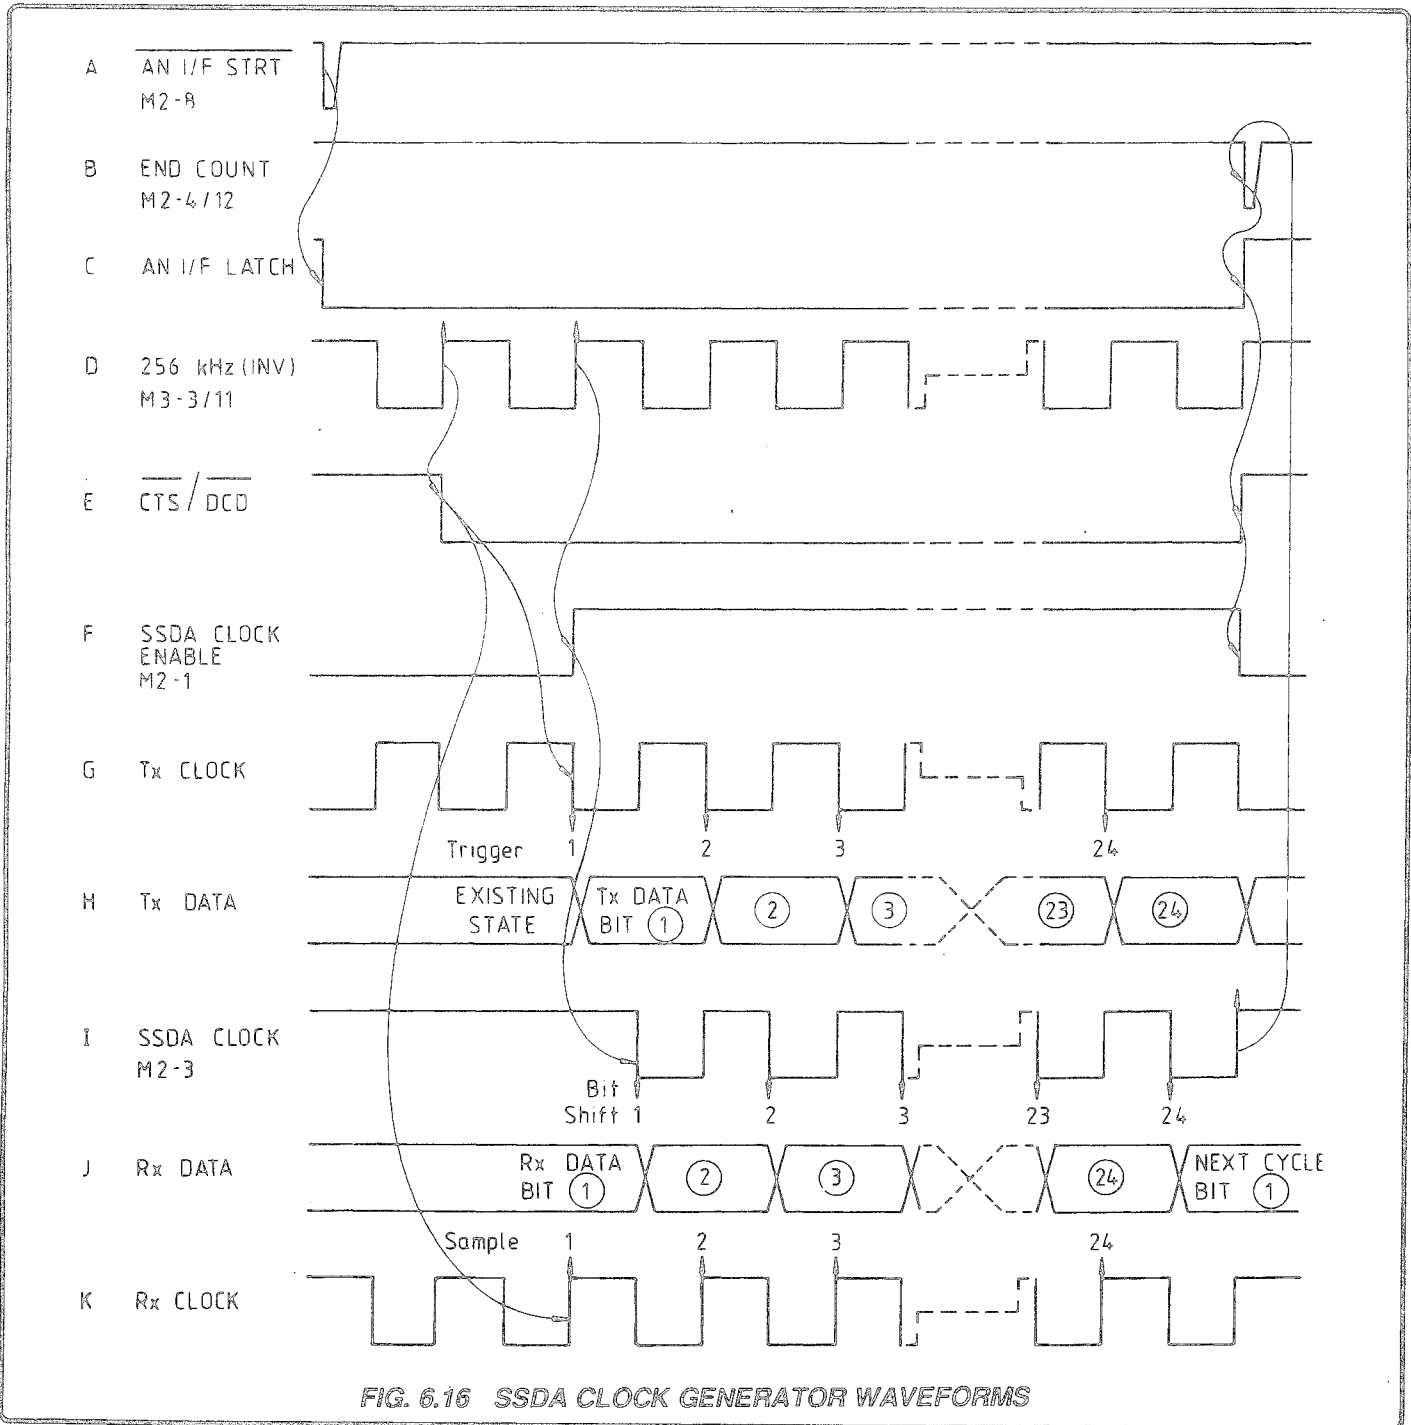 A AN I/F STRT
M2-8
B END COUNT
M2-4/12
C AN I/F LATCH
D 256 kHz (INV)
M3-3/11
E CTS / DCD
F SSDA CLOCK
ENABLE
M2-1
G Tx CLOCK
Trigger 1 2 3 24
H Tx DATA
EXISTING
STATE
Tx DATA
BIT 1
2 3 23 24
I SSDA CLOCK
M2-3
Bit
Shift 1 2 3 23 24
J Rx DATA
Rx DATA
BIT 1
2 3 24
NEXT CYCLE
BIT 1
Sample 1 2 3 24
K Rx CLOCK
FIG. 6.16 SSDA CLOCK GENERATOR WAVEFORMS